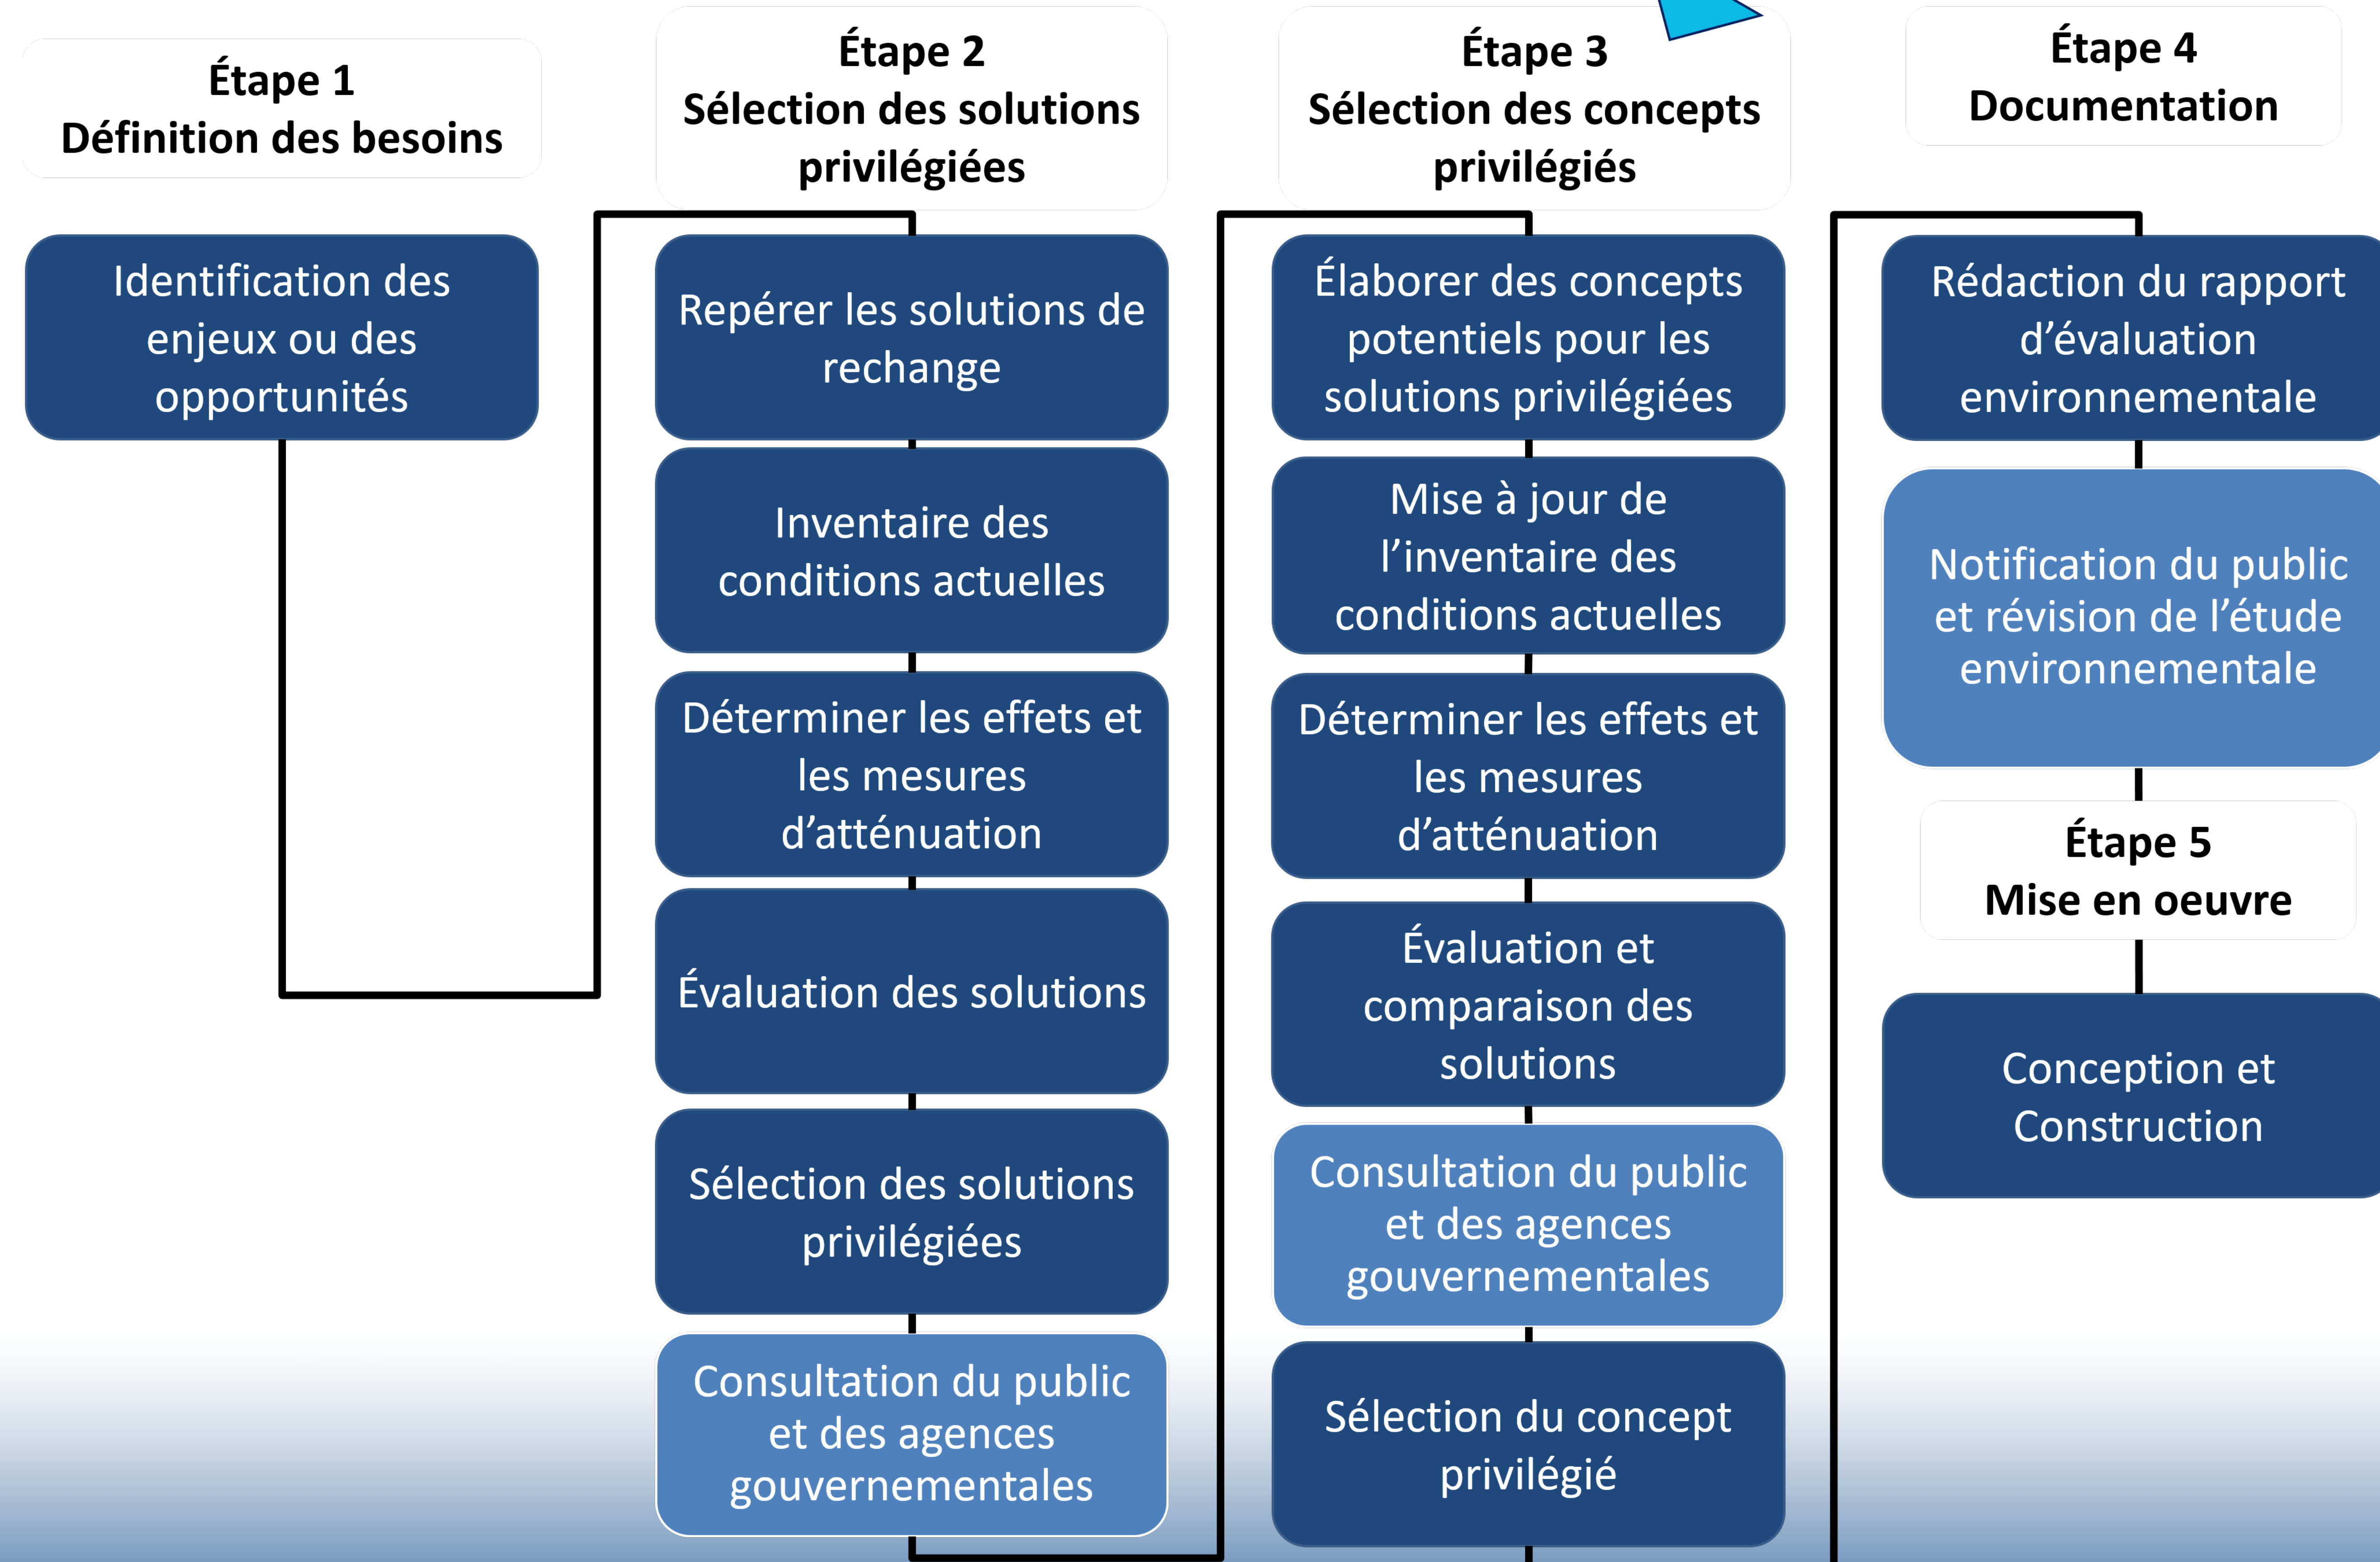 Étape 1
Définition des besoins
Identification des
enjeux ou des
opportunités
Étape 2
Sélection des solutions
privilégiées
Repérer les solutions de
rechange
Inventaire des
conditions actuelles
Déterminer les effets et
les mesures
d’atténuation
Évaluation des solutions
Sélection des solutions
privilégiées
Consultation du public
et des agences
gouvernementales
Étape 3
Sélection des concepts
privilégiés
Élaborer des concepts
potentiels pour les
solutions privilégiées
Mise à jour de
l’inventaire des
conditions actuelles
Déterminer les effets et
les mesures
d’atténuation
Évaluation et
comparaison des
solutions
Consultation du public
et des agences
gouvernementales
Sélection du concept
privilégié
Étape 4
Documentation
Rédaction du rapport
d’évaluation
environnementale
Notification du public
et révision de l’étude
environnementale
Étape 5
Mise en oeuvre
Conception et
Construction